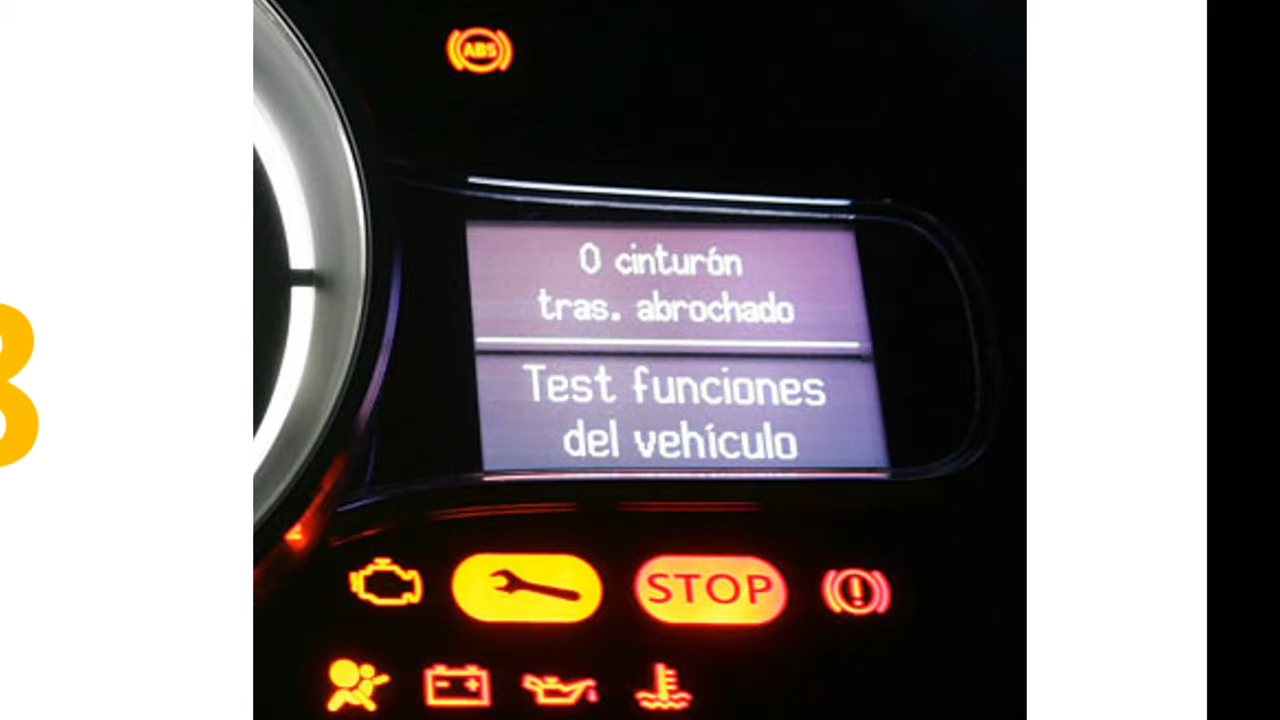 ABS
0 cinturón
tras. abrochado
Test funciones
del vehículo
STOP